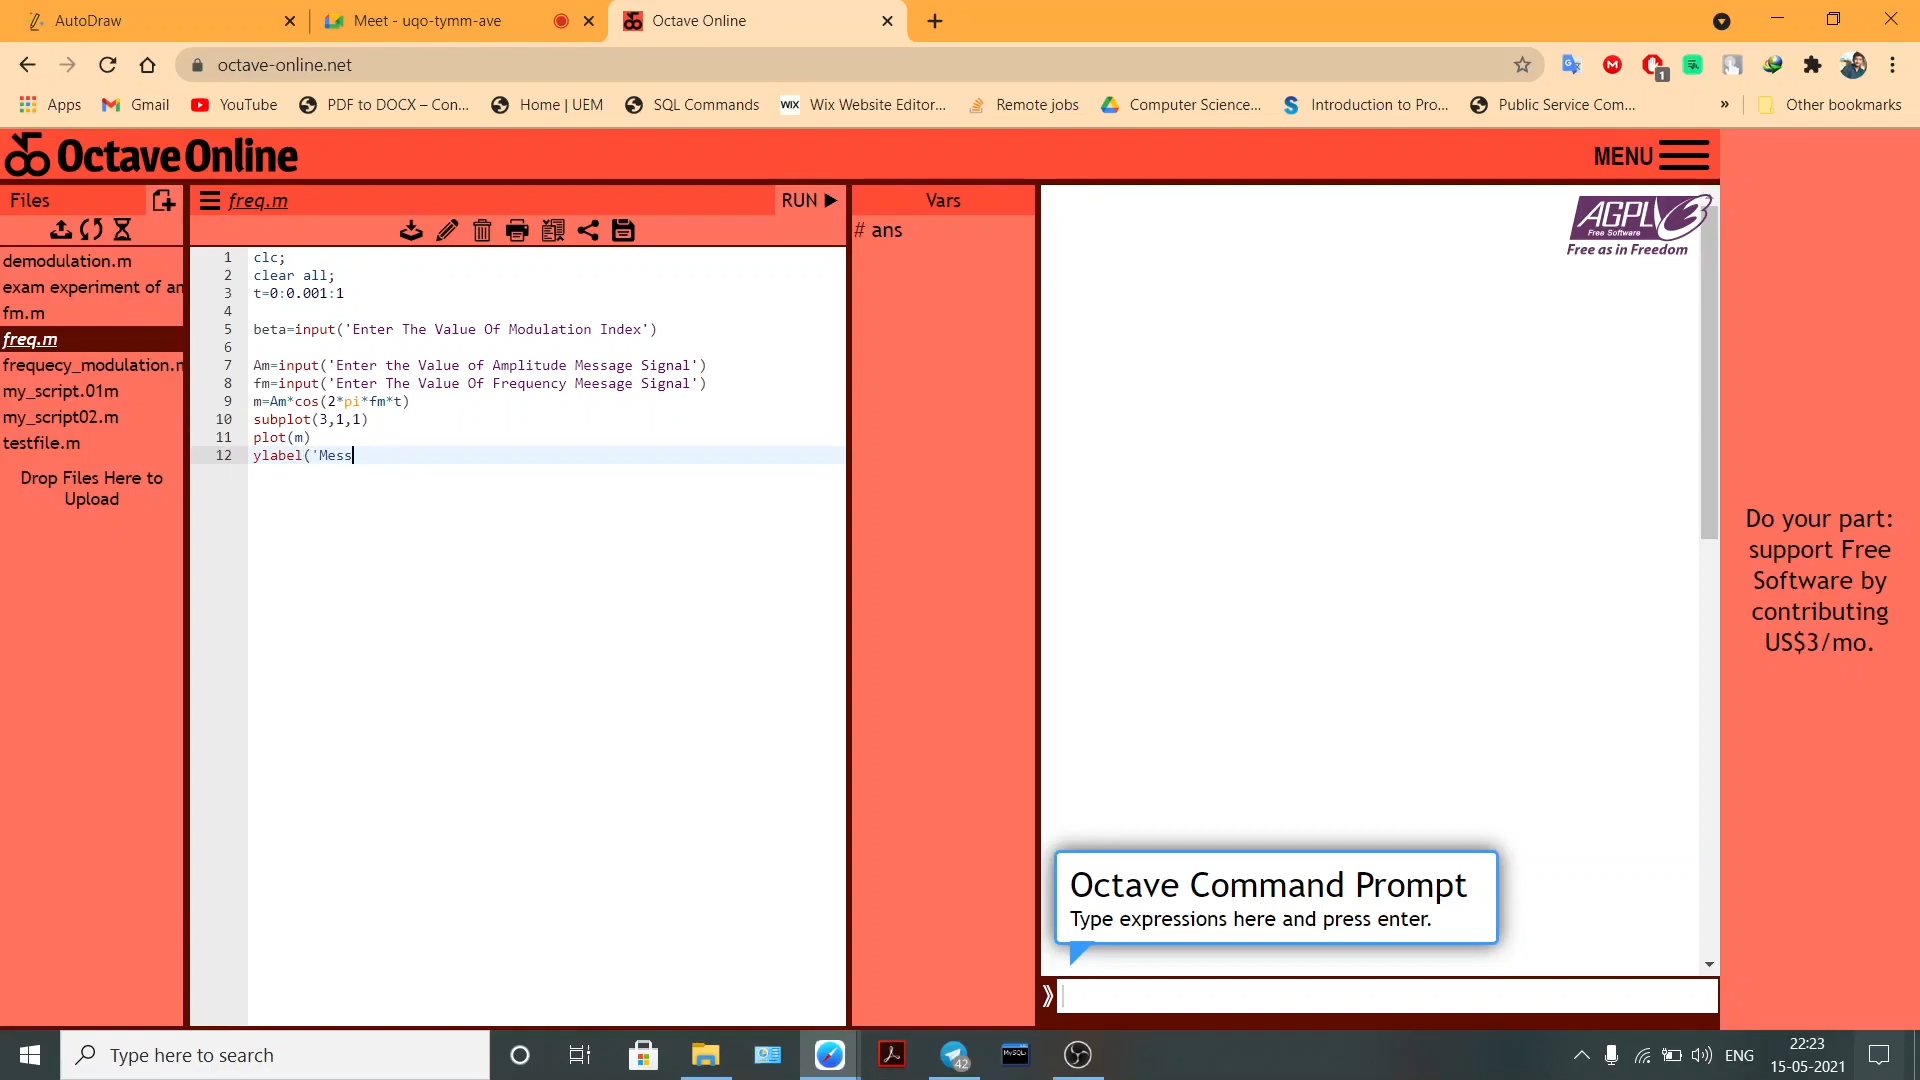 AutoDraw
Meet - uqo-tymm-ave
Octave Online
octave-online.net
1
Apps
Gmail
YouTube
PDF to DOCX – Con...
Home | UEM
SQL Commands
WIX
Wix Website Editor...
Remote jobs
Computer Science...
Introduction to Pro...
Public Service Com...
»
Other bookmarks
Octave Online
MENU
Files
freq.m
RUN
Vars
# ans
demodulation.m
exam experiment of am
fm.m
freq.m
frequecy_modulation.m
my_script.01m
my_script02.m
testfile.m
Drop Files Here to
Upload
1 clc;
2 clear all;
3 t=0:0.001:1
4
5 beta=input('Enter The Value Of Modulation Index')
6
7 Am=input('Enter the Value of Amplitude Message Signal')
8 fm=input('Enter The Value Of Frequency Meesage Signal')
9 m=Am*cos(2*pi*fm*t)
10 subplot(3,1,1)
11 plot(m)
12 ylabel('Mess
AGPL 3
Free Software
Free as in Freedom
Do your part:
support Free
Software by
contributing
US$3/mo.
Octave Command Prompt
Type expressions here and press enter.
Type here to search
MySQL
42
ENG
22:23
15-05-2021